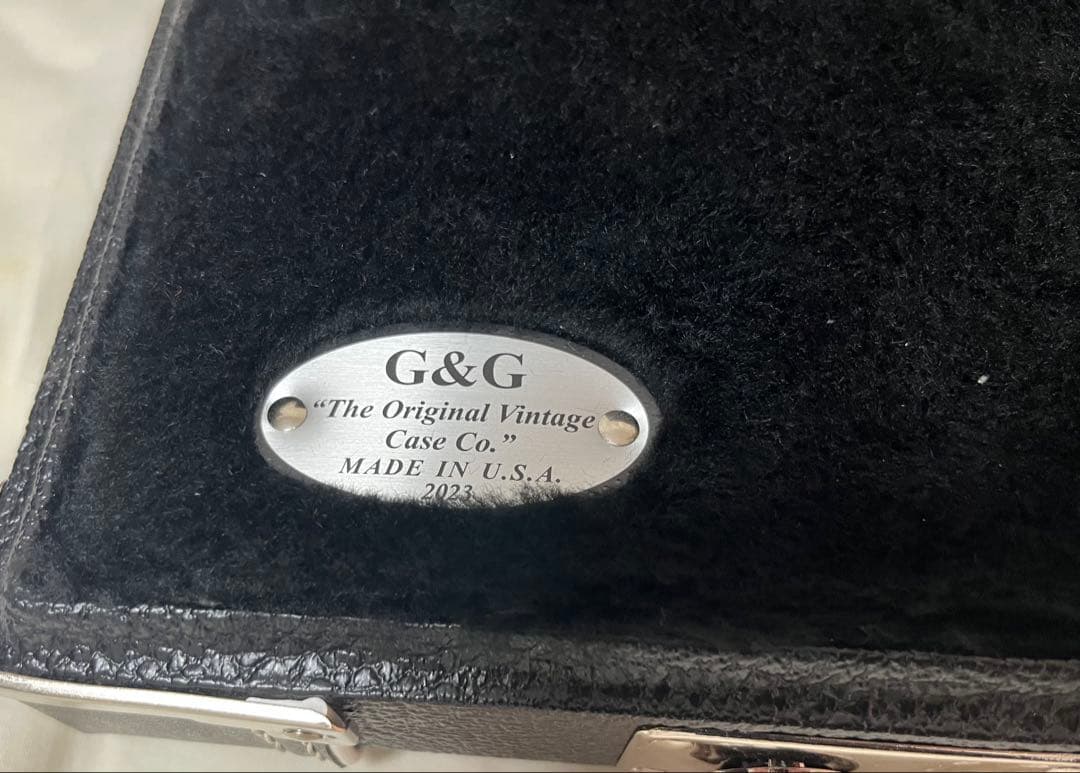 G&G
“The Original Vintage
Case Co.”
MADE IN U.S.A.
2023